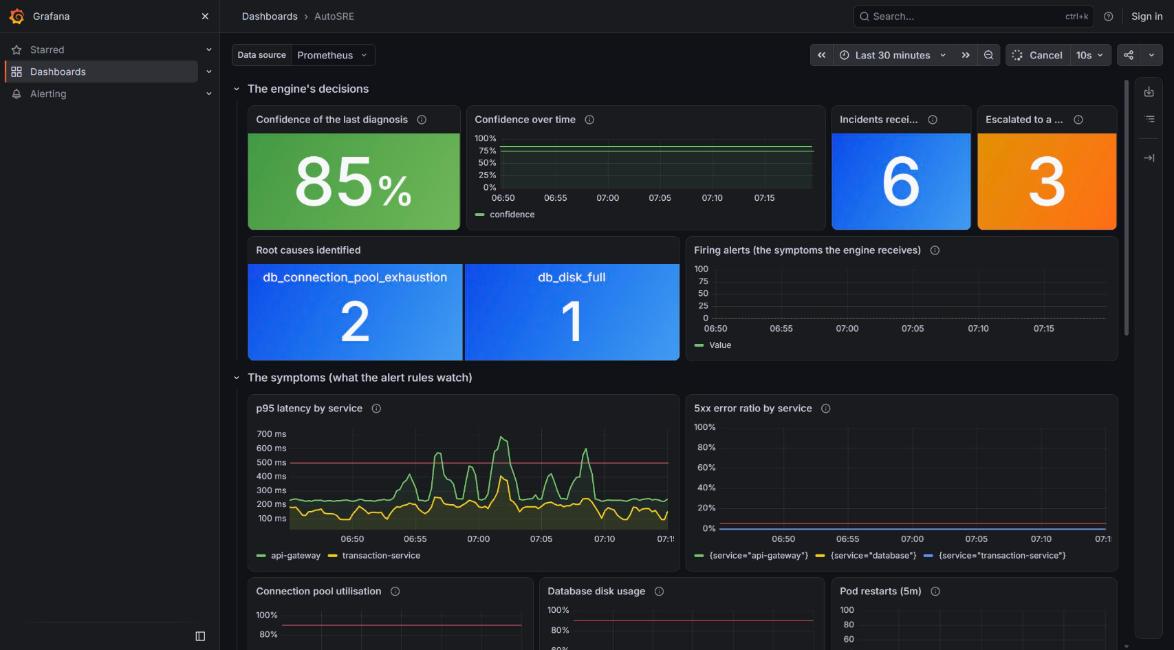 Grafana
Dashboards › AutoSRE
Search...
ctrl+k
Sign in
Starred
Dashboards
Alerting
Data source
Prometheus
Last 30 minutes
Cancel
10s
The engine's decisions
Confidence of the last diagnosis
85%
Confidence over time
100%
75%
50%
25%
0%
06:50 06:55 07:00 07:05 07:10 07:15
confidence
Incidents recei...
6
Escalated to a ...
3
Root causes identified
db_connection_pool_exhaustion
2
db_disk_full
1
Firing alerts (the symptoms the engine receives)
100
75
50
25
0
06:50 06:55 07:00 07:05 07:10 07:15
Value
The symptoms (what the alert rules watch)
p95 latency by service
700 ms
600 ms
500 ms
400 ms
300 ms
200 ms
100 ms
06:50 06:55 07:00 07:05 07:10
api-gateway transaction-service
5xx error ratio by service
100%
80%
60%
40%
20%
0%
06:50 06:55 07:00 07:05 07:10
{service="api-gateway"} {service="database"} {service="transaction-service"}
Connection pool utilisation
100%
80%
Database disk usage
100%
80%
Pod restarts (5m)
100
80
60